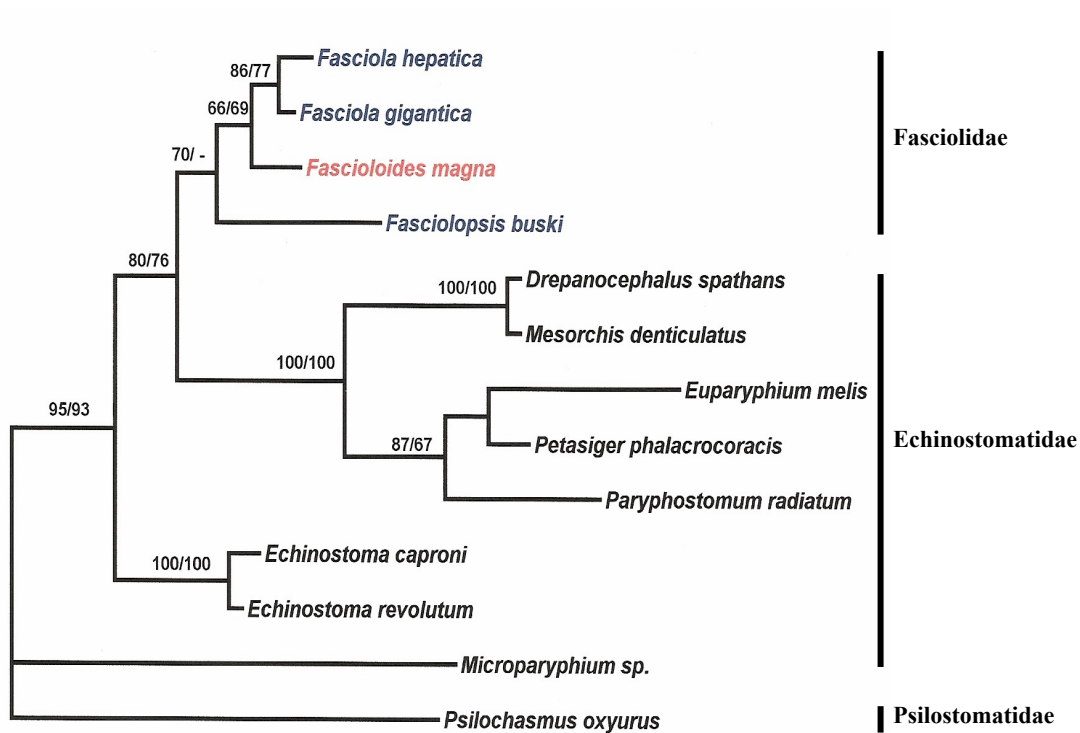 Fasciola hepatica
86/77
66/69
Fasciola gigantica
Fasciolidae
70/ -
Fascioloides magna
Fasciolopsis buski
80/76
Drepanocephalus spathans
100/100
Mesorchis denticulatus
100/100
Euparyphium melis
95/93
87/67
Petasiger phalacrocoracis
Echinostomatidae
Paryphostomum radiatum
Echinostoma caproni
100/100
Echinostoma revolutum
Microparyphium sp.
Psilochasmus oxyurus
Psilostomatidae